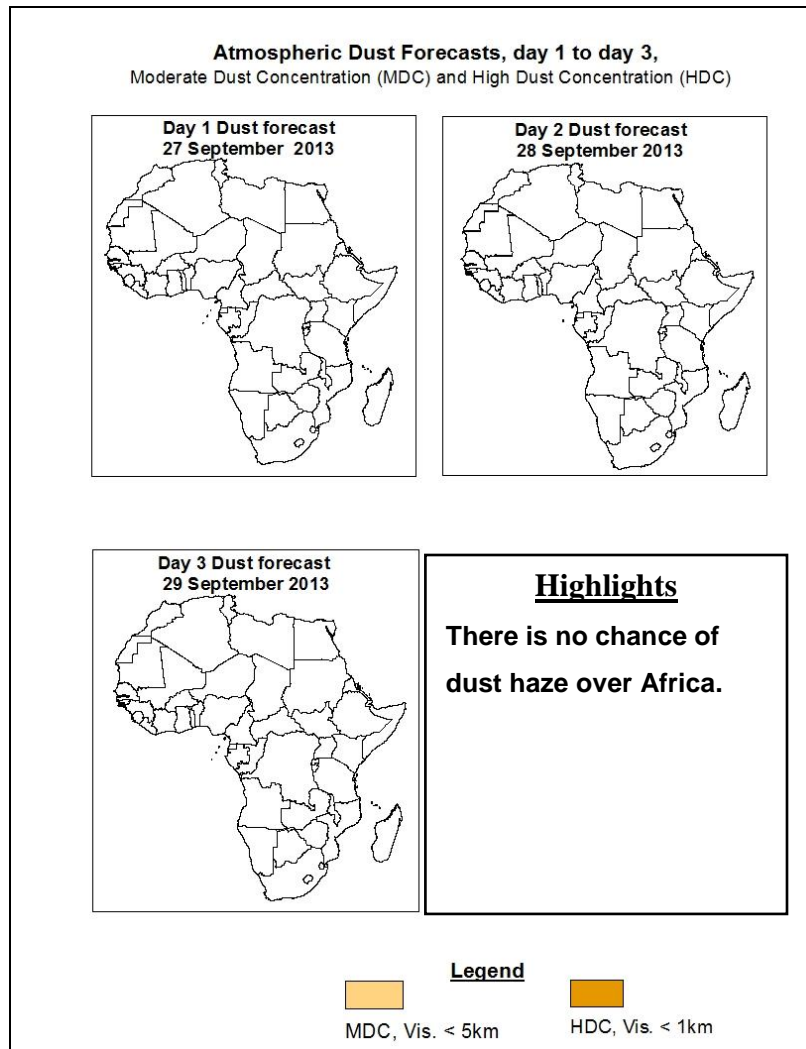 Atmospheric Dust Forecasts, day 1 to day 3,
Moderate Dust Concentration (MDC) and High Dust Concentration (HDC)
Day 1 Dust forecast
27 September 2013
Day 2 Dust forecast
28 September 2013
Day 3 Dust forecast
29 September 2013
Highlights
There is no chance of
dust haze over Africa.
Legend
MDC, Vis. < 5km
HDC, Vis. < 1km